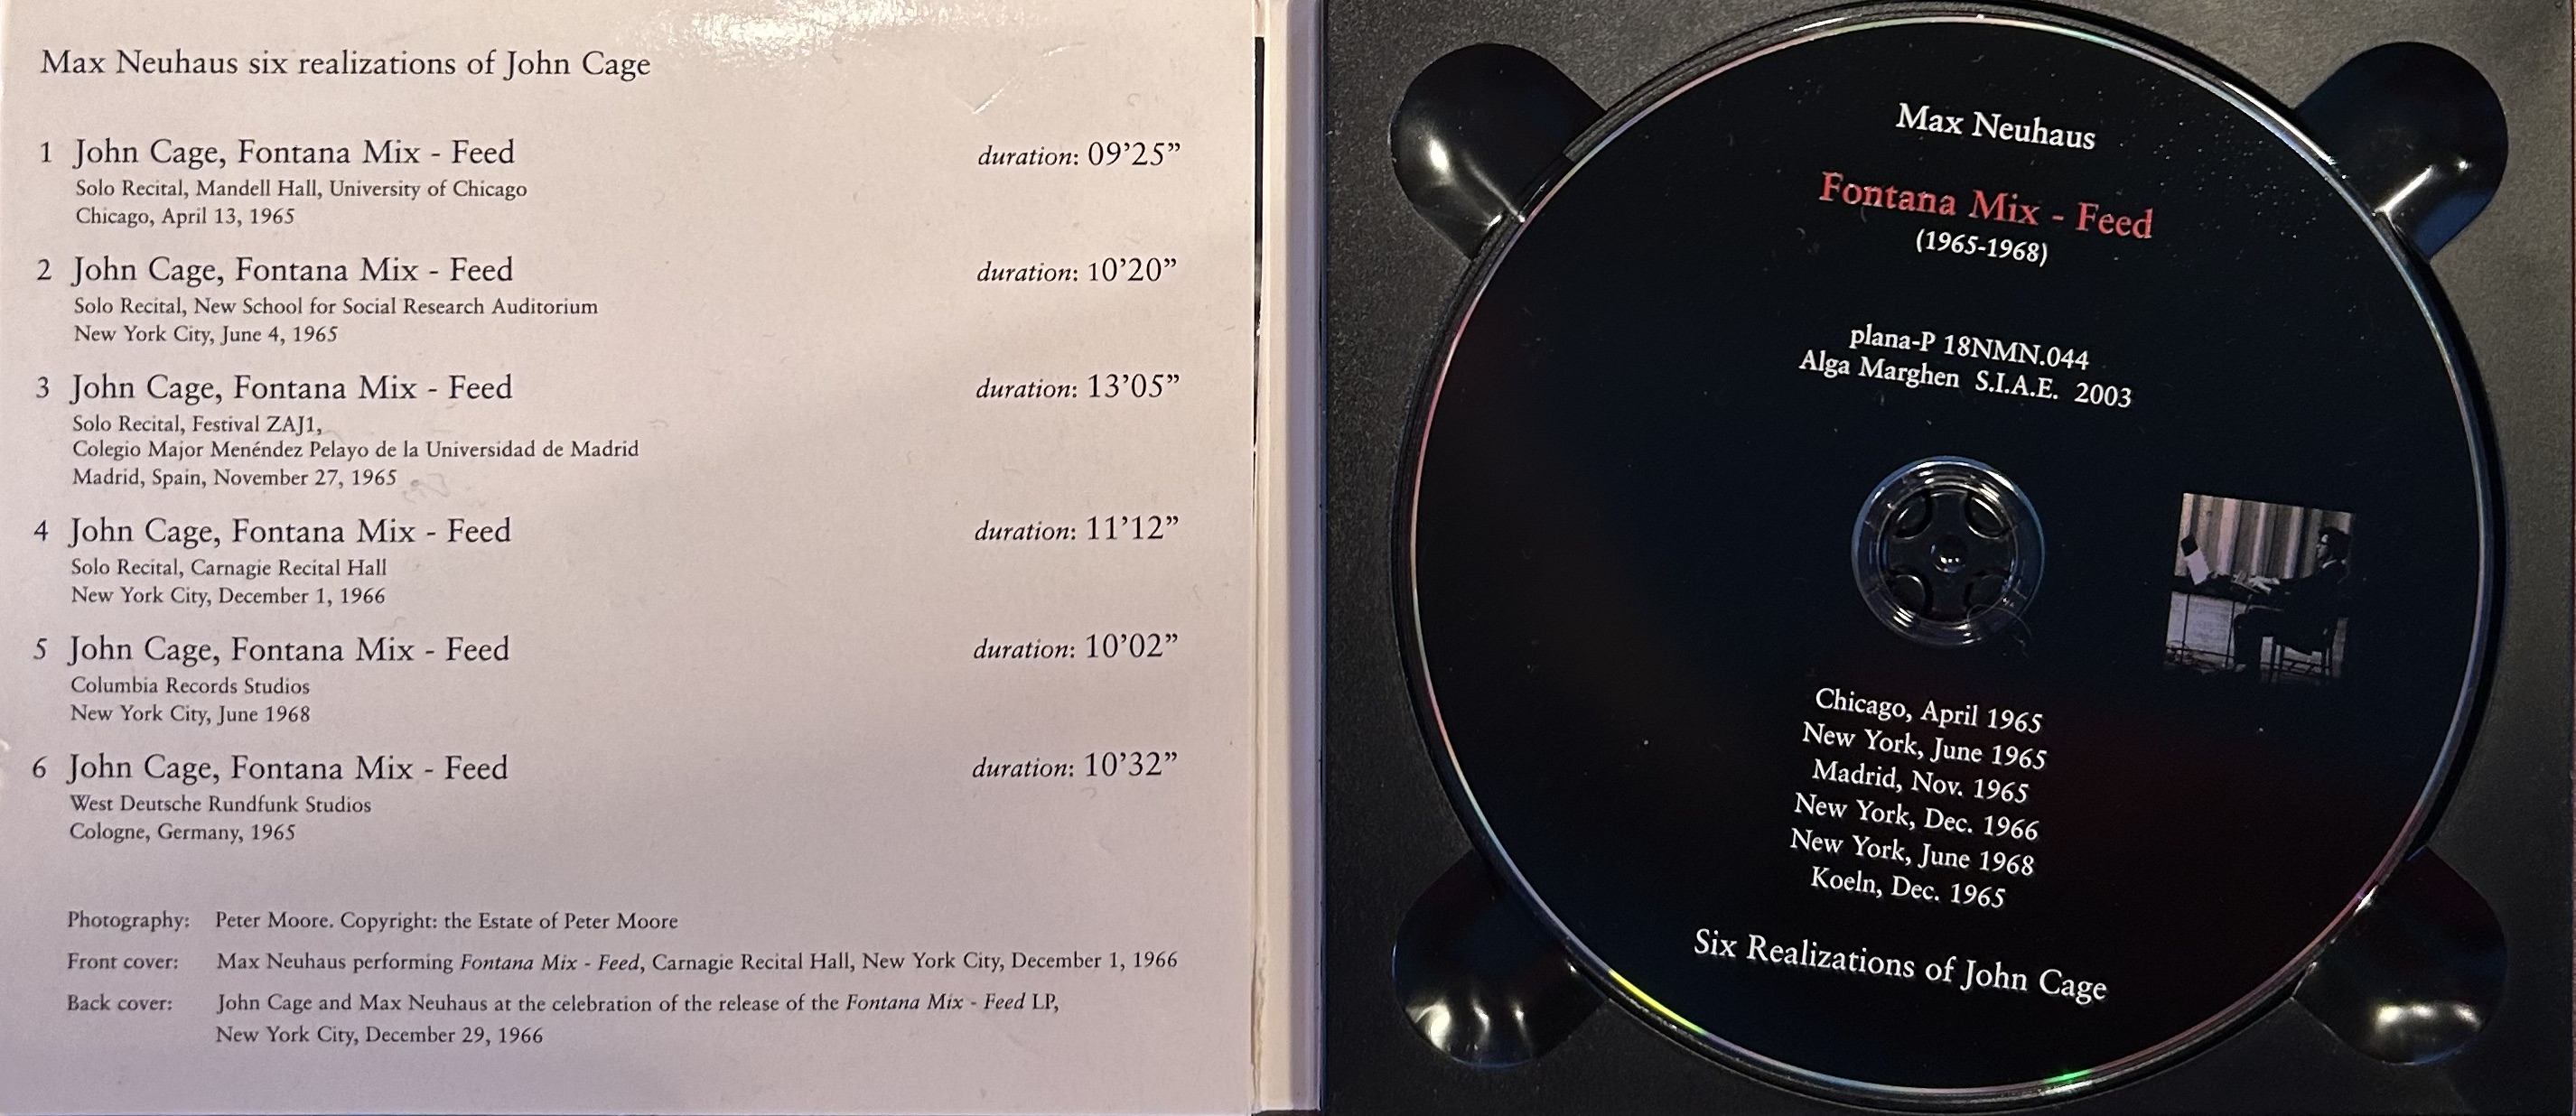 Max Neuhaus six realizations of John Cage
1 John Cage, Fontana Mix - Feed duration: 09’25”
Solo Recital, Mandell Hall, University of Chicago
Chicago, April 13, 1965
2 John Cage, Fontana Mix - Feed duration: 10’20”
Solo Recital, New School for Social Research Auditorium
New York City, June 4, 1965
3 John Cage, Fontana Mix - Feed duration: 13’05”
Solo Recital, Festival ZAJ1,
Colegio Major Menéndez Pelayo de la Universidad de Madrid
Madrid, Spain, November 27, 1965
4 John Cage, Fontana Mix - Feed duration: 11’12”
Solo Recital, Carnagie Recital Hall
New York City, December 1, 1966
5 John Cage, Fontana Mix - Feed duration: 10’02”
Columbia Records Studios
New York City, June 1968
6 John Cage, Fontana Mix - Feed duration: 10’32”
West Deutsche Rundfunk Studios
Cologne, Germany, 1965
Photography: Peter Moore. Copyright: the Estate of Peter Moore
Front cover: Max Neuhaus performing Fontana Mix - Feed, Carnagie Recital Hall, New York City, December 1, 1966
Back cover: John Cage and Max Neuhaus at the celebration of the release of the Fontana Mix - Feed LP,
New York City, December 29, 1966
Max Neuhaus
Fontana Mix - Feed
(1965-1968)
plana-P 18NMN.044
Alga Marghen S.I.A.E. 2003
Chicago, April 1965
New York, June 1965
Madrid, Nov. 1965
New York, Dec. 1966
New York, June 1968
Koeln, Dec. 1965
Six Realizations of John Cage